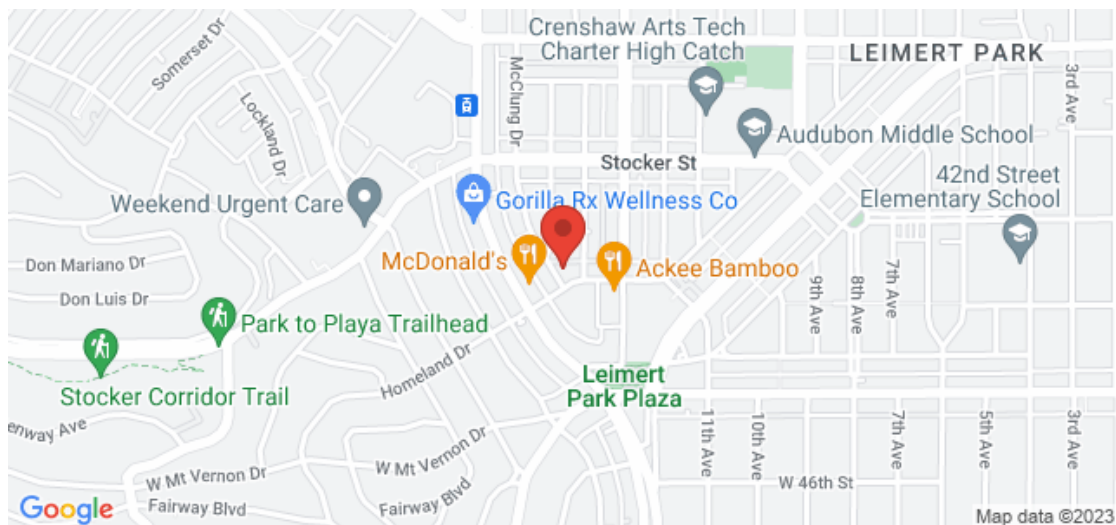 Crenshaw Arts Tech
Charter High Catch
LEIMERT PARK
3rd Ave
Somerset Dr
McClung Dr
Lockland Dr
Audubon Middle School
Stocker St
42nd Street
Elementary School
Weekend Urgent Care
Gorilla Rx Wellness Co
McDonald's
Ackee Bamboo
Don Mariano Dr
Don Luis Dr
9th Ave
8th Ave
7th Ave
Park to Playa Trailhead
Homeland Dr
Stocker Corridor Trail
Leimert
Park Plaza
enway Ave
11th Ave
10th Ave
7th Ave
5th Ave
3rd Ave
W Mt Vernon Dr
W Mt Vernon Dr
W 46th St
Fairway Blvd
Fairway Blvd
Google
Map data ©2023